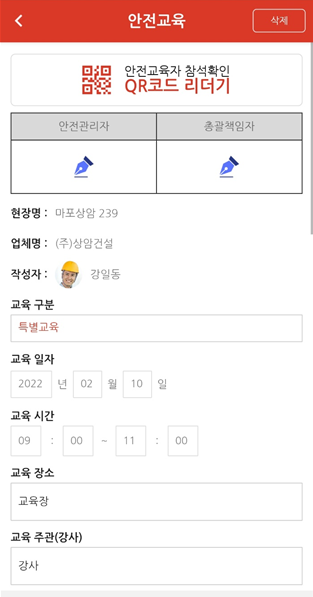 안전교육
삭제
안전교육자 참석확인
QR코드 리더기
안전관리자 총괄책임자
현장명 : 마포상암 239
업체명 : (주)상암건설
작성자 : 강일동
교육 구분
특별교육
교육 일자
2022 년 02 월 10 일
교육 시간
09 : 00 ~ 11 : 00
교육 장소
교육장
교육 주관(강사)
강사